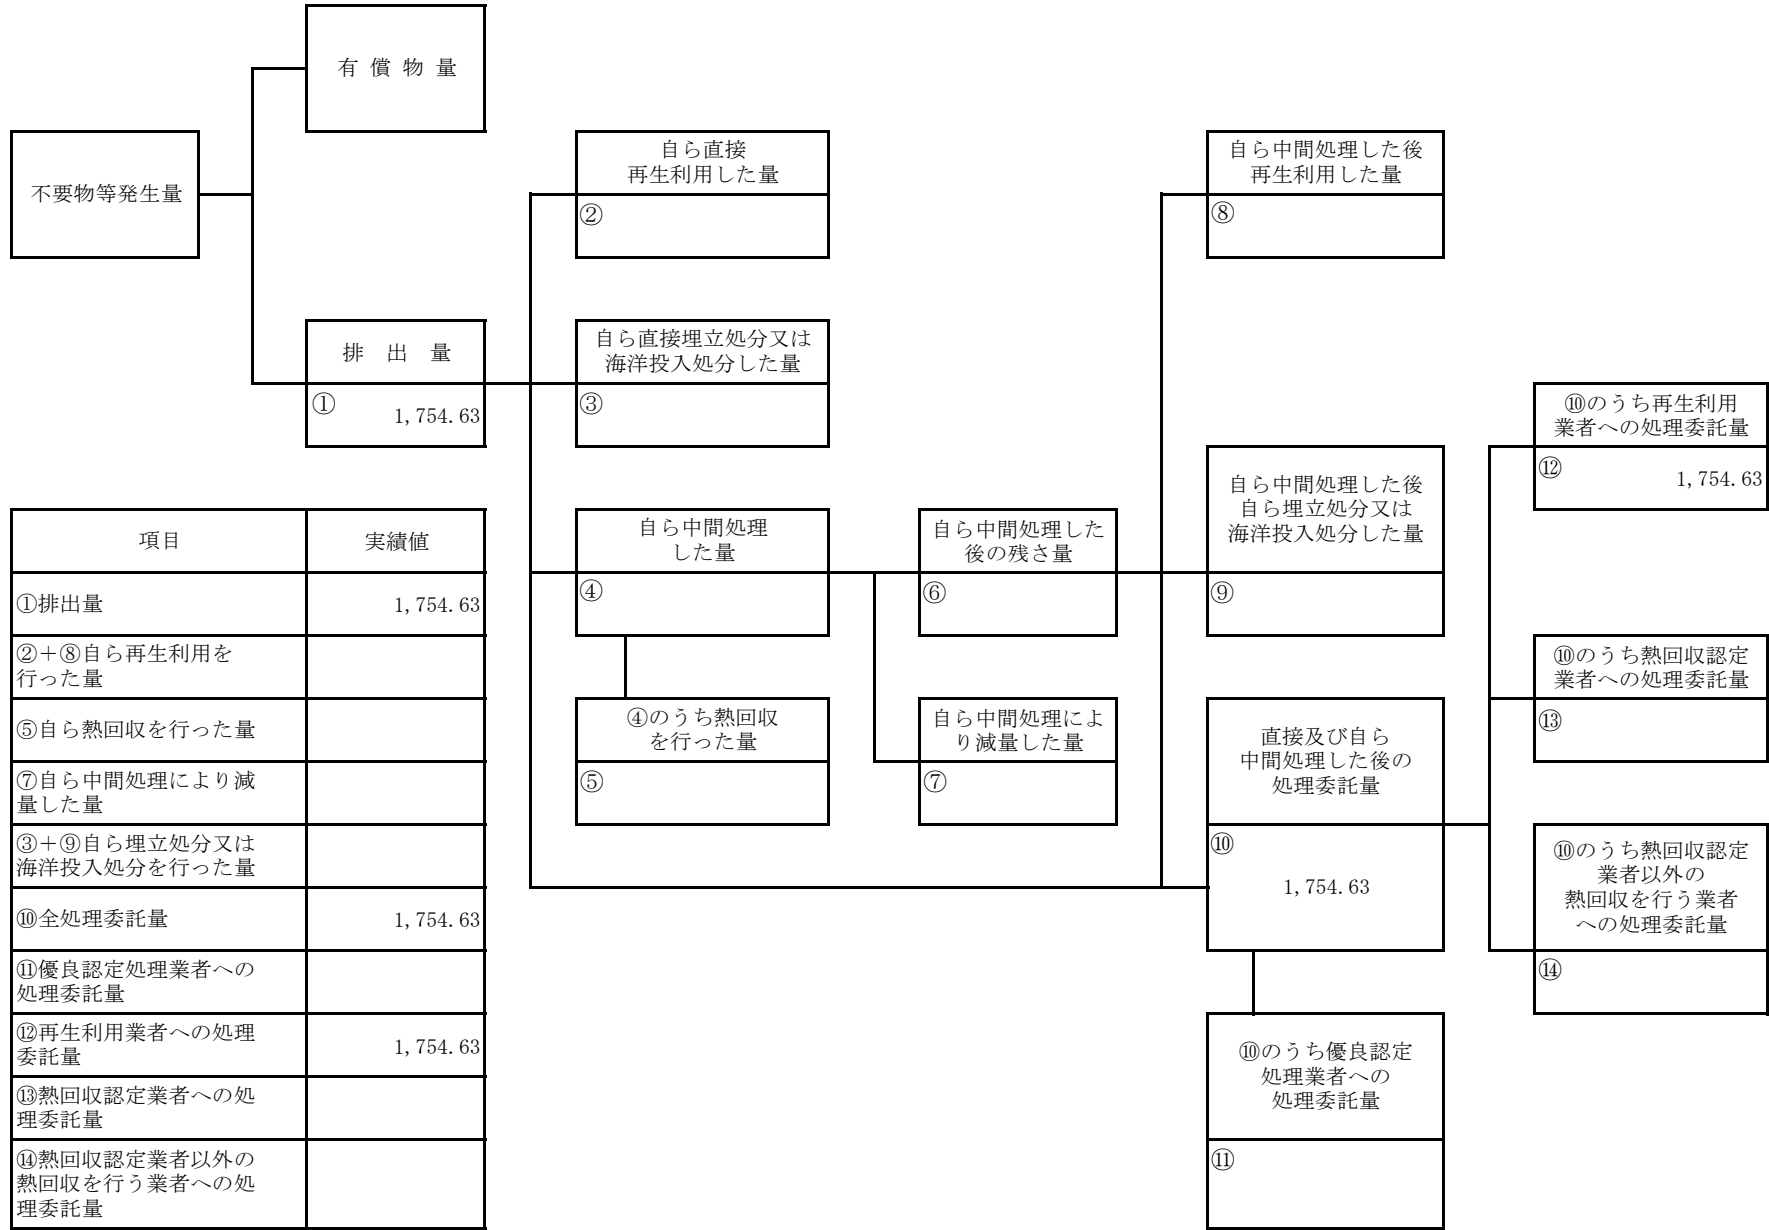 有償物量
不要物等発生量
自ら直接
再生利用した量
②
自ら中間処理した後
再生利用した量
⑧
排出量
① 1,754.63
自ら直接埋立処分又は
海洋投入処分した量
③
⑩のうち再生利用
業者への処理委託量
⑫ 1,754.63
自ら中間処理した後
自ら埋立処分又は
海洋投入処分した量
⑨
自ら中間処理
した量
④
自ら中間処理した
後の残さ量
⑥
⑩のうち熱回収認定
業者への処理委託量
⑬
④のうち熱回収
を行った量
⑤
自ら中間処理によ
り減量した量
⑦
直接及び自ら
中間処理した後の
処理委託量
⑩
1,754.63
⑩のうち熱回収認定
業者以外の
熱回収を行う業者
への処理委託量
⑭
⑩のうち優良認定
処理業者への
処理委託量
⑪
項目 実績値
①排出量 1,754.63
②＋⑧自ら再生利用を
行った量
⑤自ら熱回収を行った量
⑦自ら中間処理により減
量した量
③＋⑨自ら埋立処分又は
海洋投入処分を行った量
⑩全処理委託量 1,754.63
⑪優良認定処理業者への
処理委託量
⑫再生利用業者への処理
委託量 1,754.63
⑬熱回収認定業者への処
理委託量
⑭熱回収認定業者以外の
熱回収を行う業者への処
理委託量